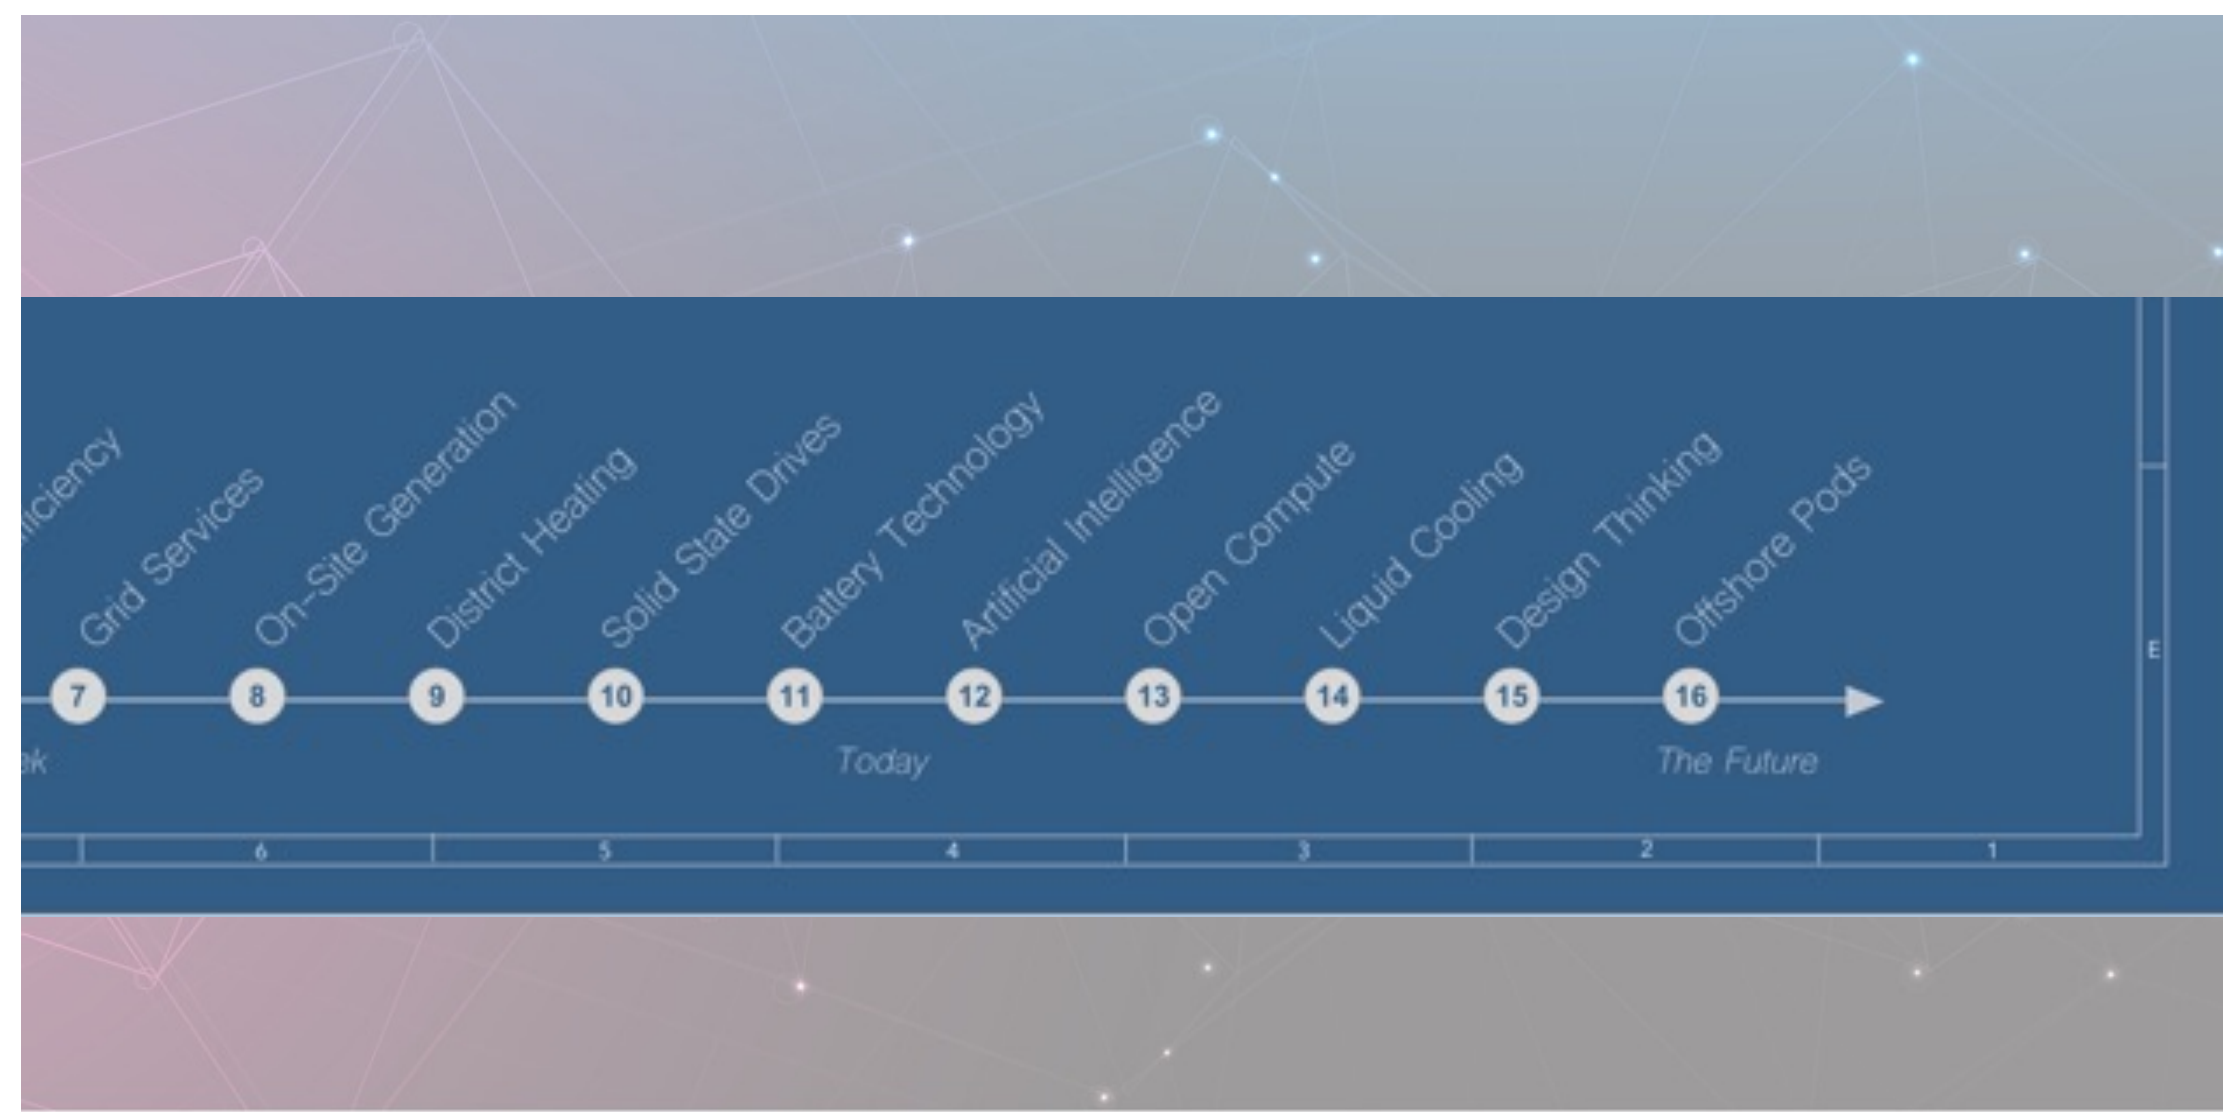 Grid Services
On-Site Generation
District Heating
Solid State Drives
Battery Technology
Artificial Intelligence
Open Compute
Liquid Cooling
Design Thinking
Offshore Pods
7 8 9 10 11 12 13 14 15 16
Today The Future
E
6 5 4 3 2 1